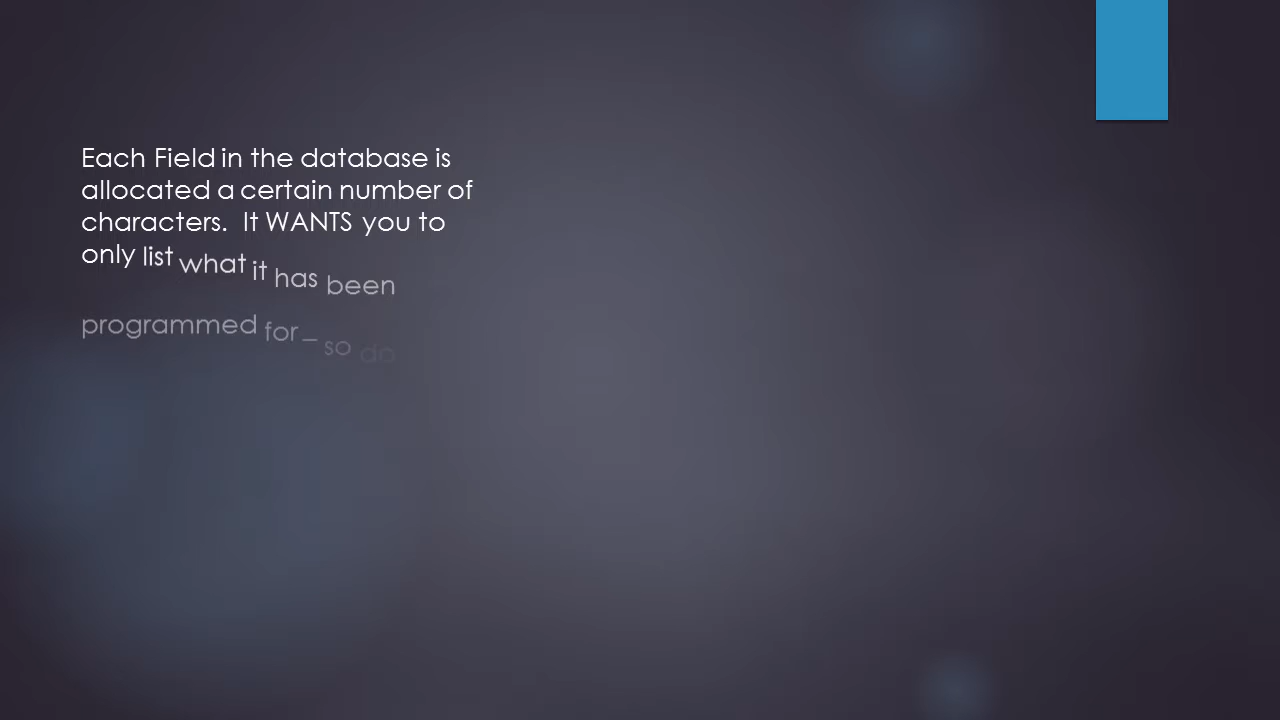 Each Field in the database is
allocated a certain number of
characters.  It WANTS you to
only list what it has been
programmed for – so do